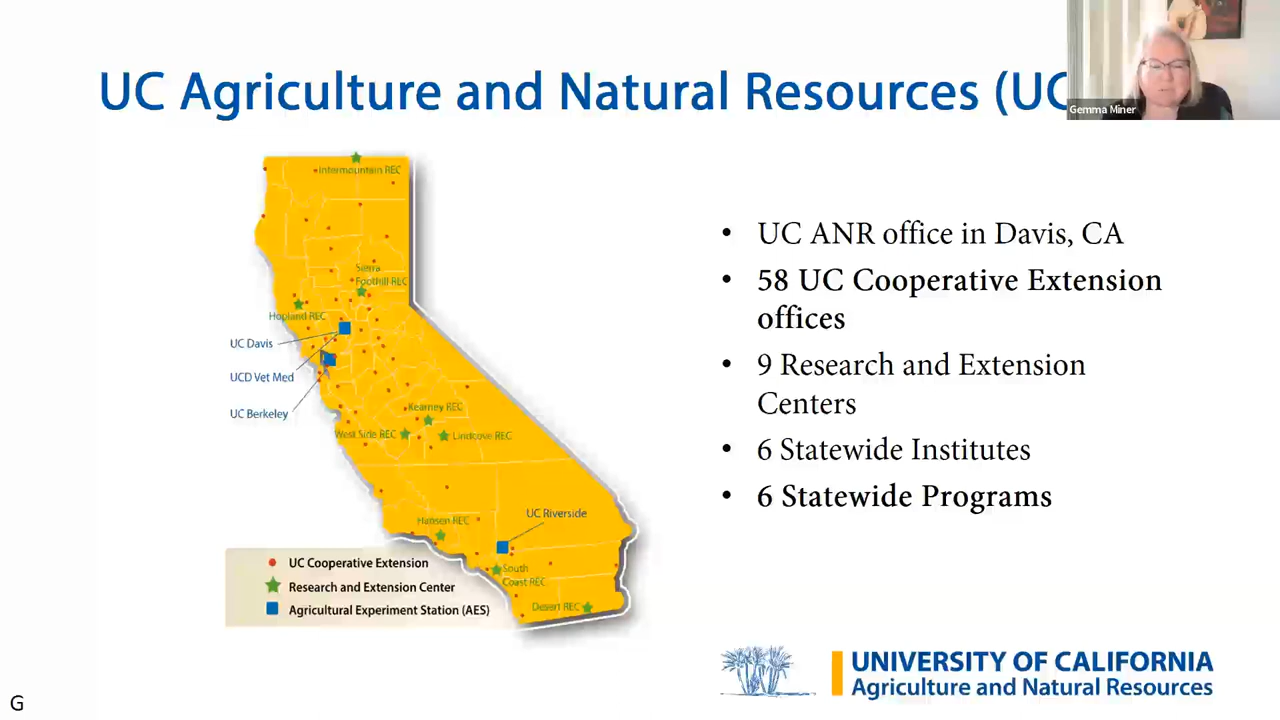 UC Agriculture and Natural Resources (UC
Gemma Miner
Intermountain REC
Sierra
Foothill REC
Hopland REC
UC Davis
UCD Vet Med
UC Berkeley
Kearney REC
West Side REC
Lindcove REC
Hansen REC
UC Riverside
South
Coast REC
Desert REC
UC Cooperative Extension
Research and Extension Center
Agricultural Experiment Station (AES)
• UC ANR office in Davis, CA
• 58 UC Cooperative Extension
offices
• 9 Research and Extension
Centers
• 6 Statewide Institutes
• 6 Statewide Programs
UNIVERSITY OF CALIFORNIA
Agriculture and Natural Resources
G